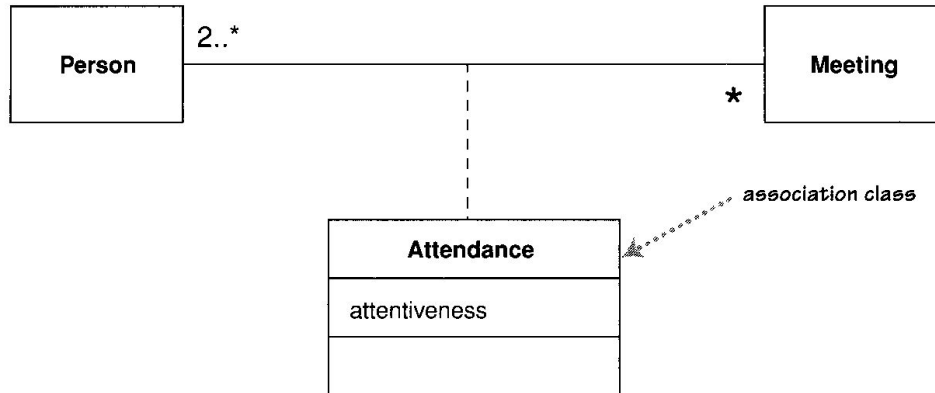 2..*
Person
Meeting
*
association class
Attendance
attentiveness